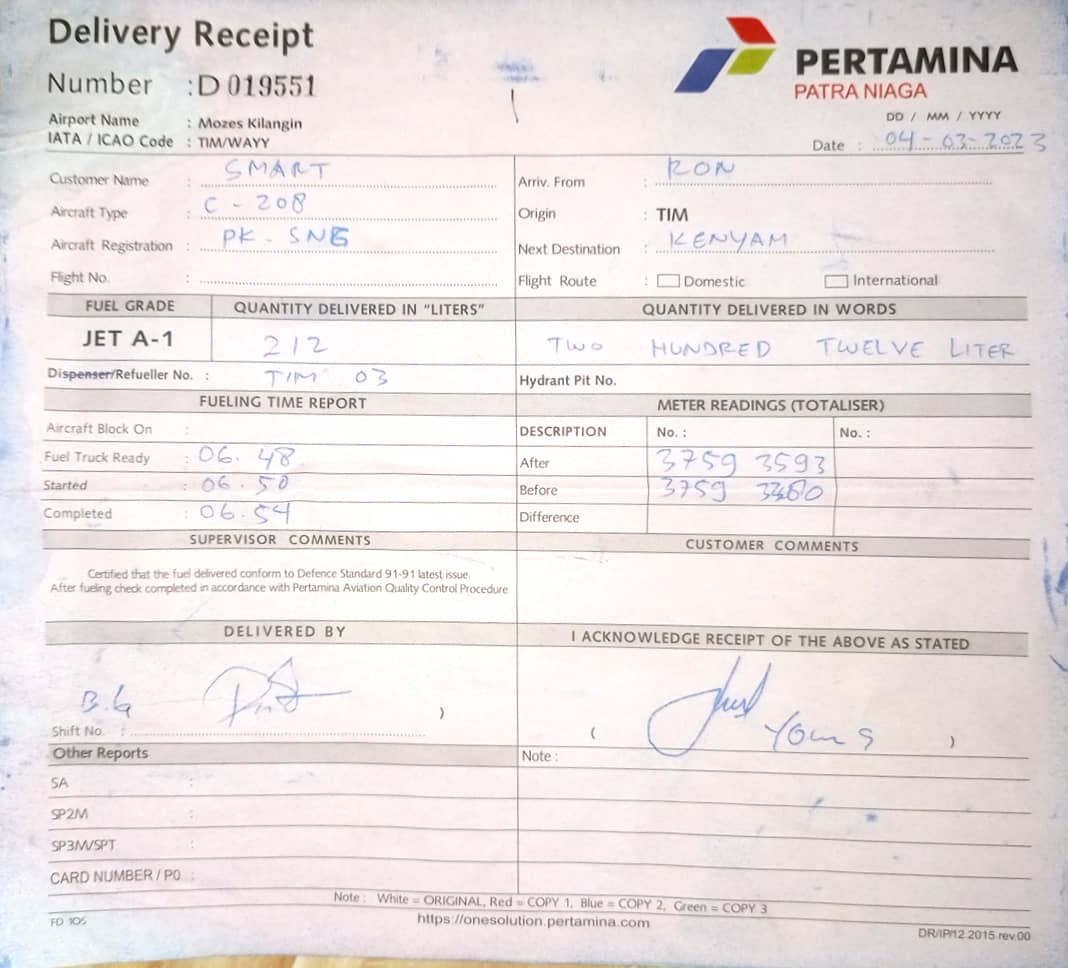 Delivery Receipt
PERTAMINA
PATRA NIAGA
Number : D 019551
Airport Name : Mozes Kilangin
IATA / ICAO Code : TIM/WAYY
DD / MM / YYYY
Date : 04-03-2023
Customer Name : SMART
Arriv. From : RON
Aircraft Type : C - 208
Origin : TIM
Aircraft Registration : PK - SNG
Next Destination : KENYAM
Flight No. :
Flight Route : Domestic International
FUEL GRADE QUANTITY DELIVERED IN "LITERS" QUANTITY DELIVERED IN WORDS
JET A-1 212 TWO HUNDRED TWELVE LITER
Dispenser/Refueller No. : TIM 03
Hydrant Pit No.
FUELING TIME REPORT METER READINGS (TOTALISER)
Aircraft Block On :
DESCRIPTION No. : No. :
Fuel Truck Ready : 06. 48
After 3759 3593
Started : 06.50
Before 3759
Completed : 06.54
Difference
SUPERVISOR COMMENTS CUSTOMER COMMENTS
Certified that the fuel delivered conform to Defence Standard 91-91 latest issue.
After fueling check completed in accordance with Pertamina Aviation Quality Control Procedure
DELIVERED BY I ACKNOWLEDGE RECEIPT OF THE ABOVE AS STATED
Shift No. : )
( )
Other Reports Note :
SA :
SP2M :
SP3M/SPT :
CARD NUMBER / PO :
Note : White = ORIGINAL, Red = COPY 1, Blue = COPY 2, Green = COPY 3
FD 106 https://onesolution.pertamina.com
DR/IP/12.2015 rev.00